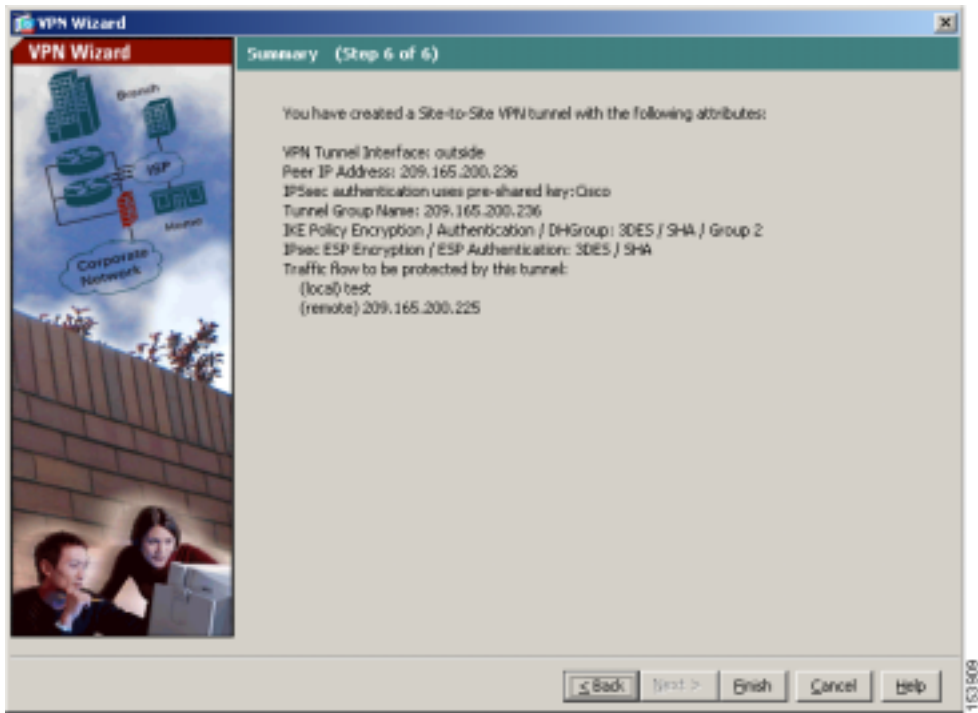 VPN Wizard
VPN Wizard
Summary (Step 6 of 6)
Branch
ISP
Home
Corporate
Network
You have created a Site-to-Site VPN tunnel with the following attributes:
VPN Tunnel Interface: outside
Peer IP Address: 209.165.200.236
IPSsec authentication uses pre-shared key:Cisco
Tunnel Group Name: 209.165.200.236
IKE Policy Encryption / Authentication / DHGroup: 3DES / SHA / Group 2
IPsec ESP Encryption / ESP Authentication: 3DES / SHA
Traffic flow to be protected by this tunnel:
(local) test
(remote) 209.165.200.225
< Back
Next >
Finish
Cancel
Help
153909